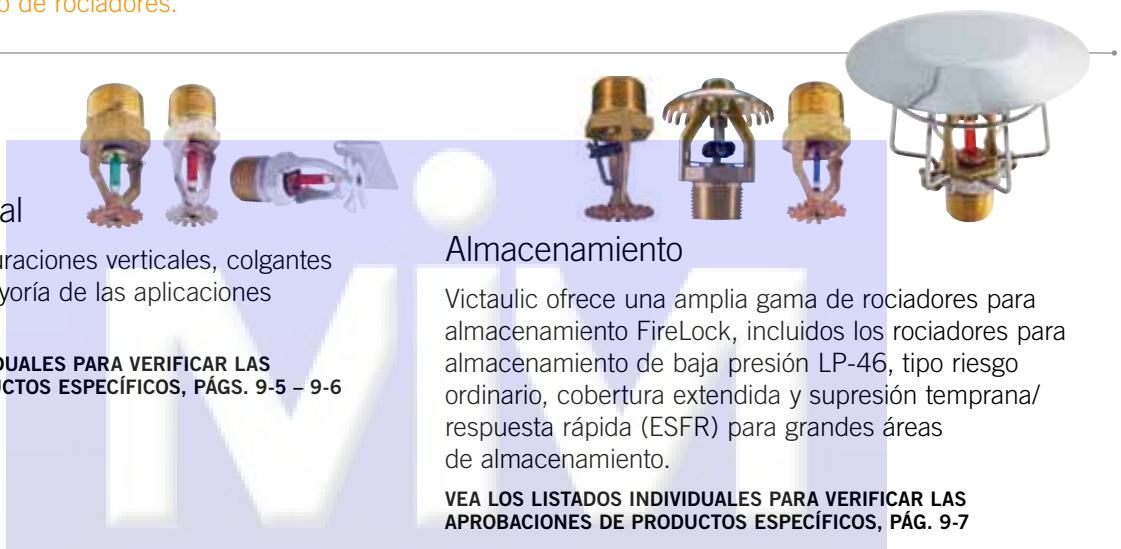 o de rociadores.
al
uraciones verticales, colgantes
yoría de las aplicaciones
DUALES PARA VERIFICAR LAS
UCTOS ESPECÍFICOS, PÁGS. 9-5 – 9-6
Almacenamiento
Victaulic ofrece una amplia gama de rociadores para
almacenamiento FireLock, incluidos los rociadores para
almacenamiento de baja presión LP-46, tipo riesgo
ordinario, cobertura extendida y supresión temprana/
respuesta rápida (ESFR) para grandes áreas
de almacenamiento.
VEA LOS LISTADOS INDIVIDUALES PARA VERIFICAR LAS
APROBACIONES DE PRODUCTOS ESPECÍFICOS, PÁG. 9-7
MiM